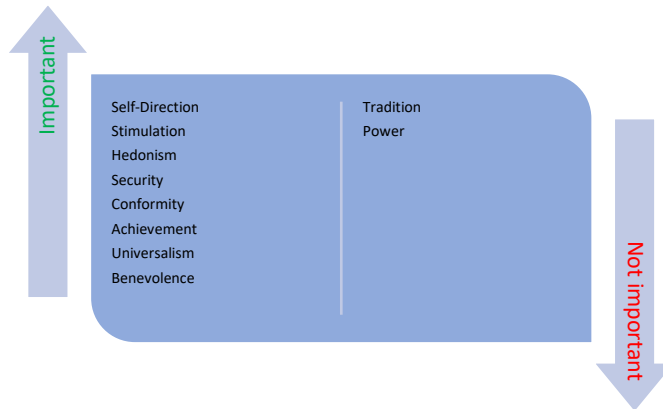 Important
Self-Direction
Stimulation
Hedonism
Security
Conformity
Achievement
Universalism
Benevolence
Tradition
Power
Not important